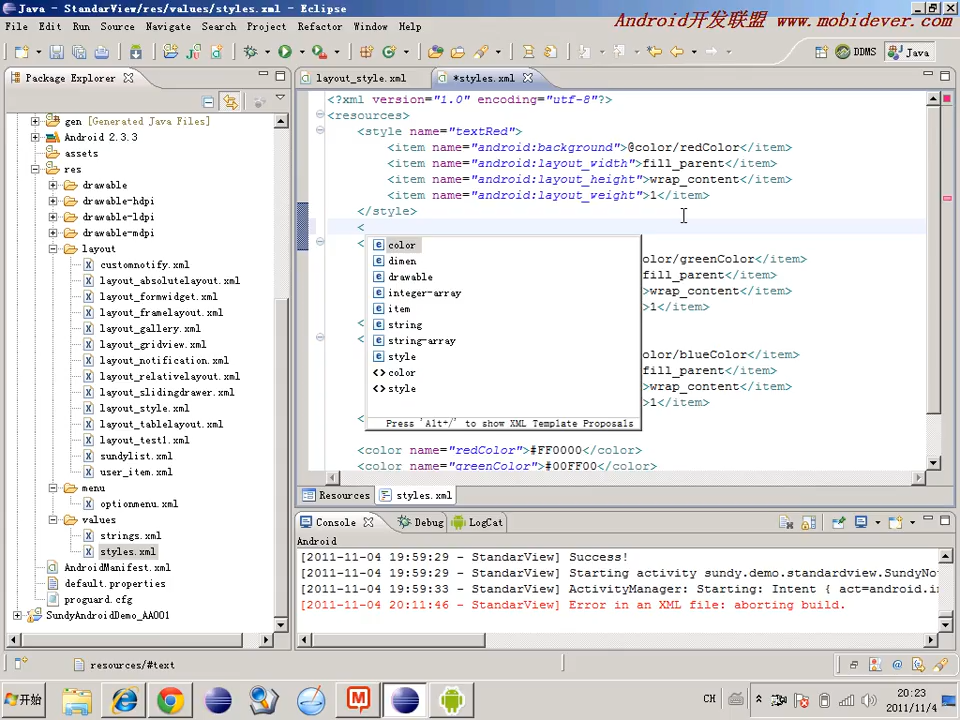 Java - StandarView/res/values/styles.xml - Eclipse
Android开发联盟 www.mobidever.com
File Edit Run Source Navigate Search Project Refactor Window Help
DDMS Java
Package Explorer
layout_style.xml *styles.xml
gen [Generated Java Files]
Android 2.3.3
assets
res
drawable
drawable-hdpi
drawable-ldpi
drawable-mdpi
layout
customnotify.xml
layout_absolutelayout.xml
layout_formwidget.xml
layout_framelayout.xml
layout_gallery.xml
layout_gridview.xml
layout_notification.xml
layout_relativelayout.xml
layout_slidingdrawer.xml
layout_style.xml
layout_tablelayout.xml
layout_test1.xml
sundylist.xml
user_item.xml
menu
optionmenu.xml
values
strings.xml
styles.xml
AndroidManifest.xml
default.properties
proguard.cfg
SundyAndroidDemo_AA001
<?xml version="1.0" encoding="utf-8"?>
<resources>
<style name="textRed">
<item name="android:background">@color/redColor</item>
<item name="android:layout_width">fill_parent</item>
<item name="android:layout_height">wrap_content</item>
<item name="android:layout_weight">1</item>
</style>
<
<
olor/greenColor</item>
>fill_parent</item>
>wrap_content</item>
>1</item>
<
<
olor/blueColor</item>
>fill_parent</item>
>wrap_content</item>
>1</item>
<
color
dimen
drawable
integer-array
item
string
string-array
style
<> color
<> style
Press 'Alt+/' to show XML Template Proposals
<color name="redColor">#FF0000</color>
<color name="greenColor">#00FF00</color>
Resources styles.xml
Console Debug LogCat
Android
[2011-11-04 19:59:29 - StandarView] Success!
[2011-11-04 19:59:29 - StandarView] Starting activity sundy.demo.standardview.SundyNo
[2011-11-04 19:59:33 - StandarView] ActivityManager: Starting: Intent { act=android.in
[2011-11-04 20:11:46 - StandarView] Error in an XML file: aborting build.
resources/#text
开始
CH
20:23
2011/11/4